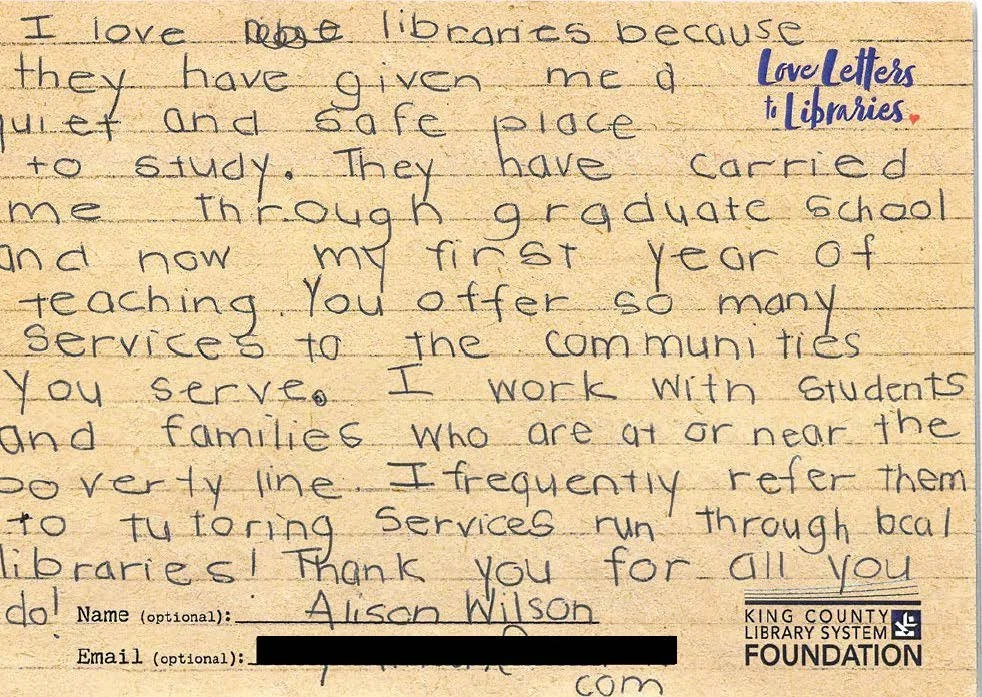 I love libraries because
they have given me a
Love Letters
to Libraries.
quiet and safe place
to study. They have carried
me through graduate school
and now my first year of
teaching. You offer so many
services to the communities
you serve. I work with students
and families who are at or near the
poverty line. I frequently refer them
to tutoring services run through local
libraries! Thank you for all you
do!
Name (optional): Alison Wilson
Email (optional):
com
KING COUNTY
LIBRARY SYSTEM
FOUNDATION